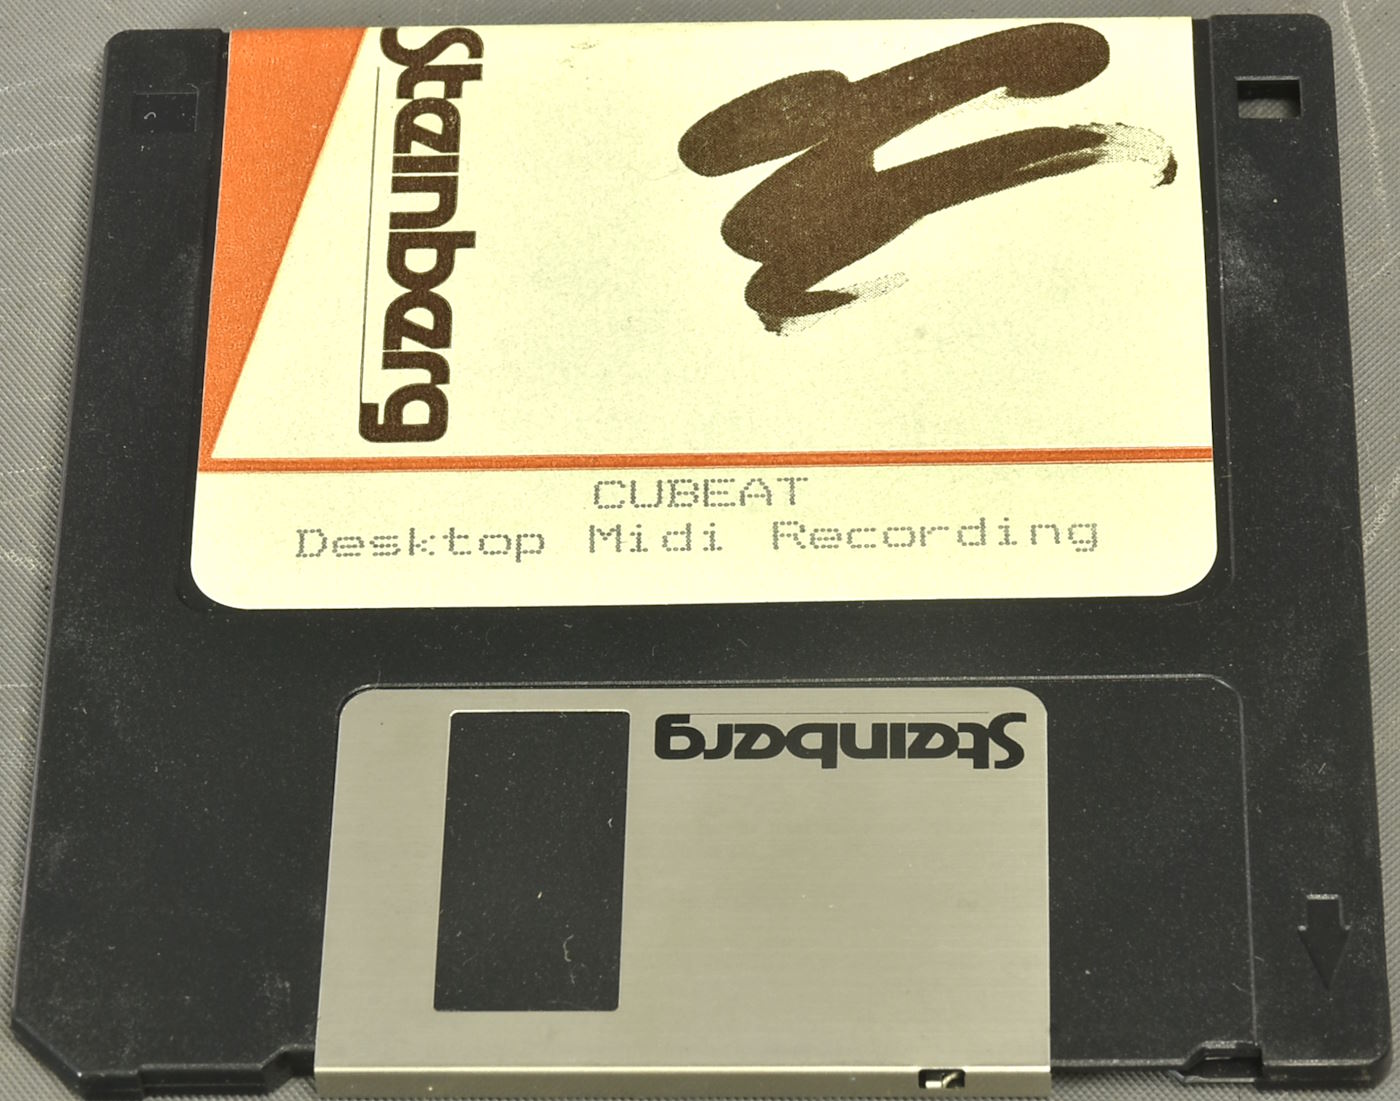 Steinberg
CUBEAT
Desktop Midi Recording
Steinberg